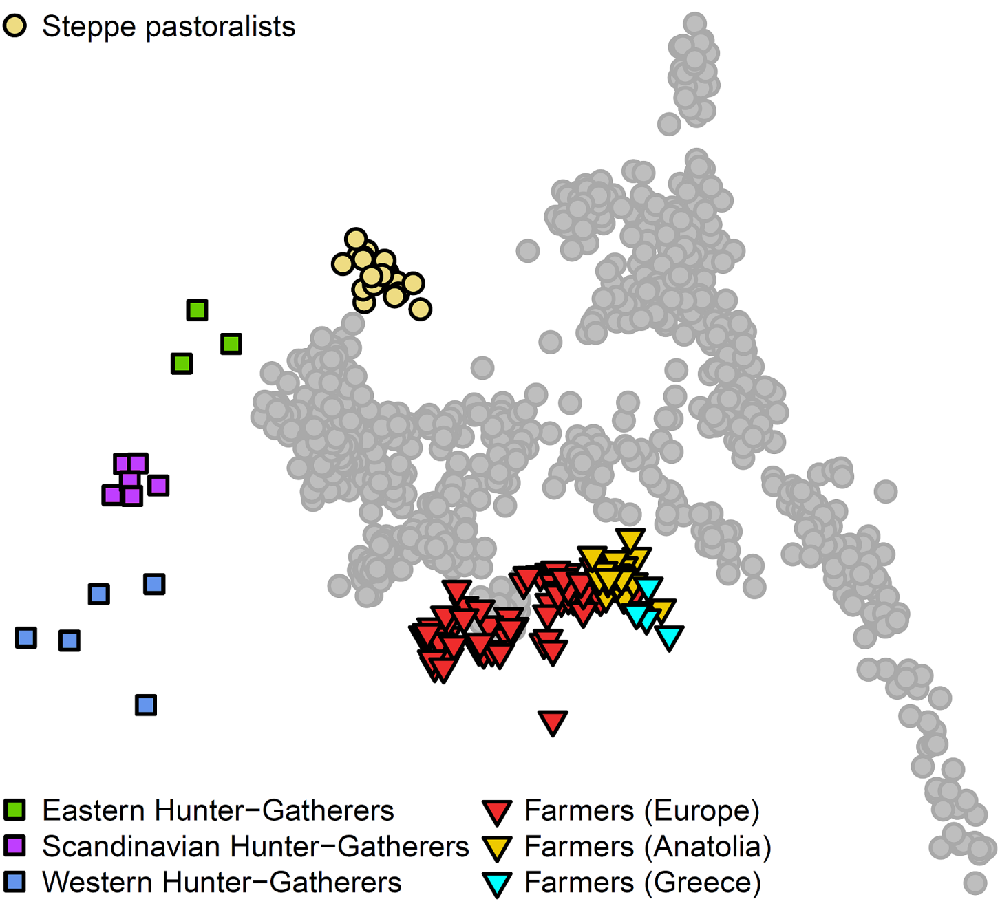 Steppe pastoralists
Eastern Hunter−Gatherers
Scandinavian Hunter−Gatherers
Western Hunter−Gatherers
Farmers (Europe)
Farmers (Anatolia)
Farmers (Greece)